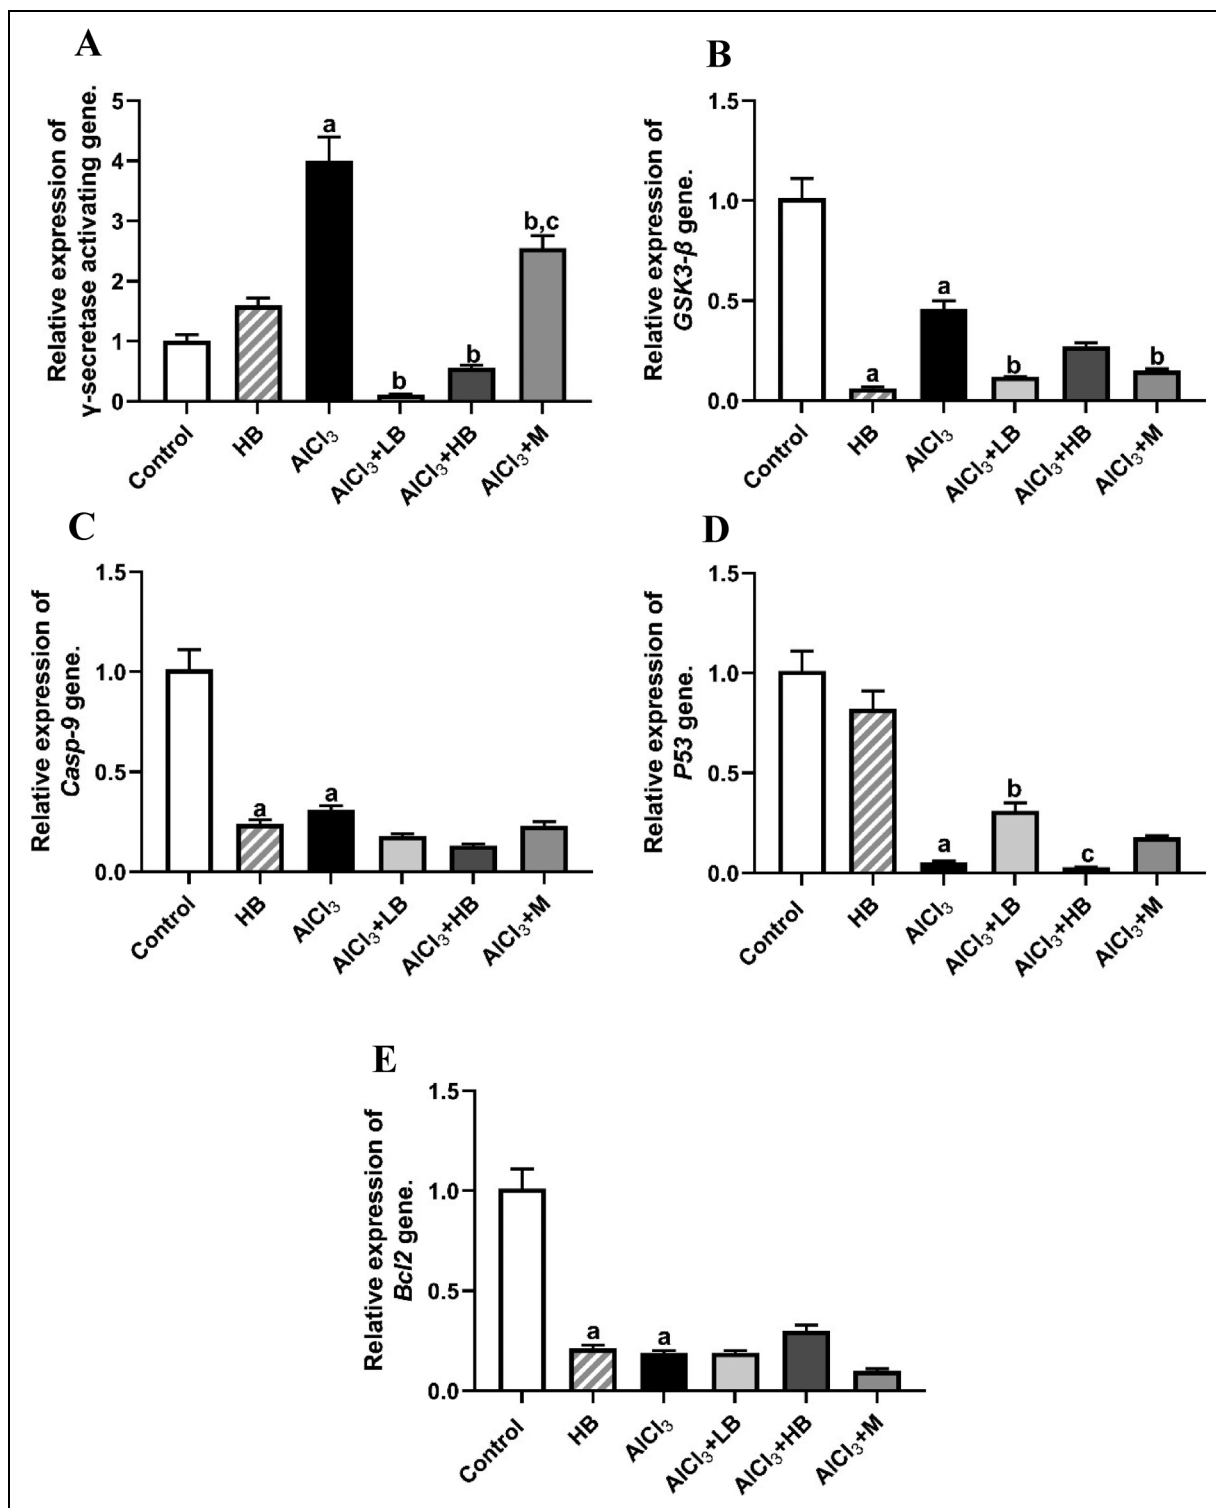 A
Relative expression of
γ-secretase activating gene.
5
4
3
2
1
0
a
b
b
b,c
Control
HB
AlCl₃
AlCl₃+LB
AlCl₃+HB
AlCl₃+M
B
Relative expression of
GSK3-β gene.
1.5
1.0
0.5
0.0
a
a
b
b
Control
HB
AlCl₃
AlCl₃+LB
AlCl₃+HB
AlCl₃+M
C
Relative expression of
Casp-9 gene.
1.5
1.0
0.5
0.0
a
a
Control
HB
AlCl₃
AlCl₃+LB
AlCl₃+HB
AlCl₃+M
D
Relative expression of
P53 gene.
1.5
1.0
0.5
0.0
a
b
c
Control
HB
AlCl₃
AlCl₃+LB
AlCl₃+HB
AlCl₃+M
E
Relative expression of
Bcl2 gene.
1.5
1.0
0.5
0.0
a
a
Control
HB
AlCl₃
AlCl₃+LB
AlCl₃+HB
AlCl₃+M